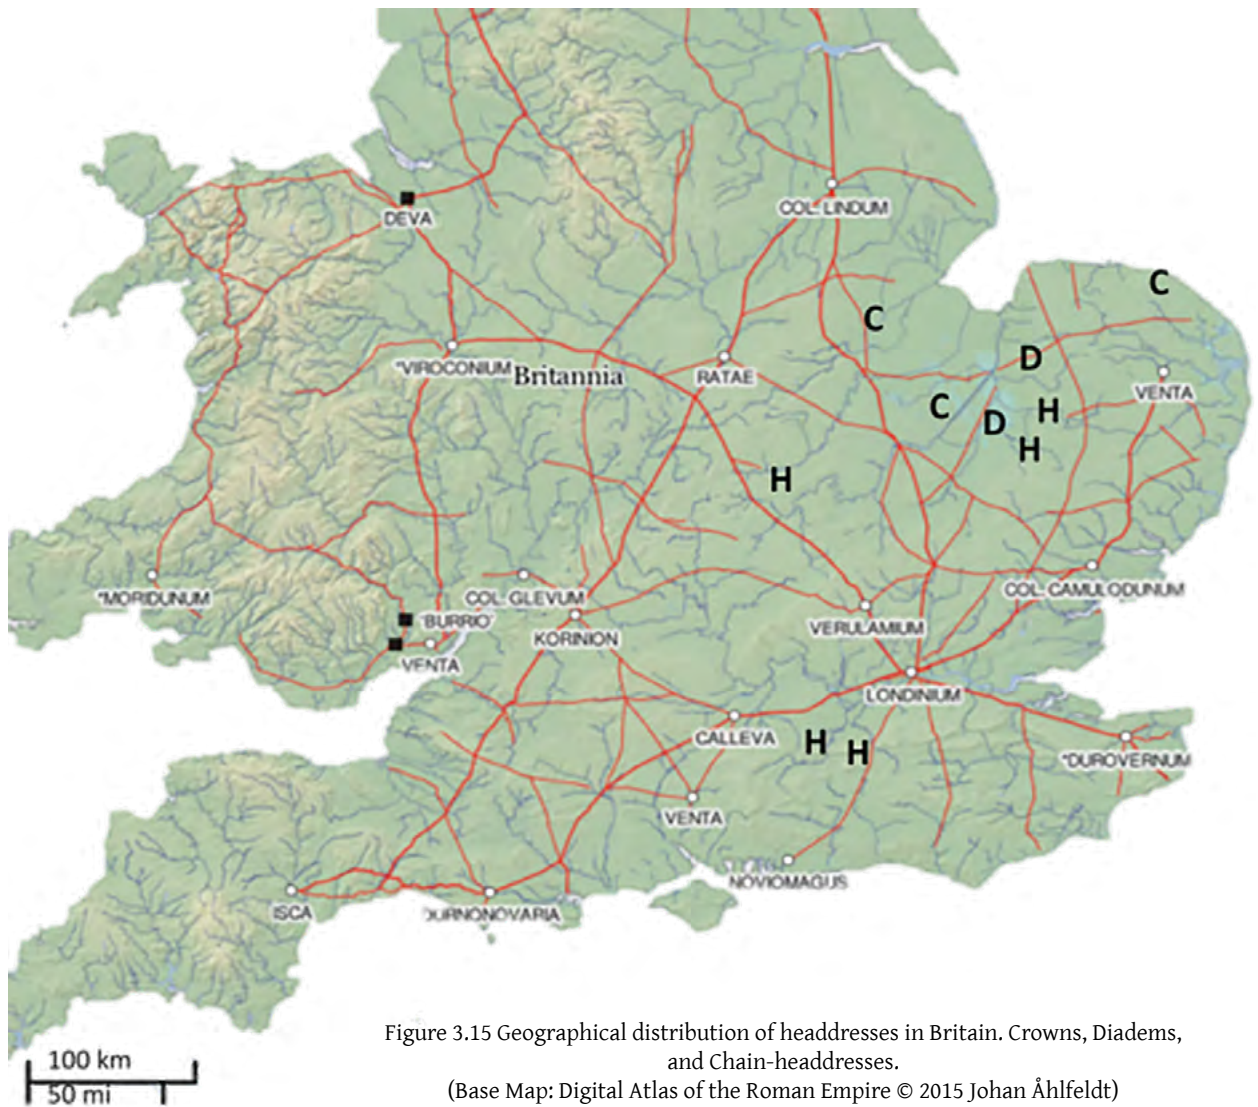 COL. LINDUM
DEVA
C
C
*VIROCONIUM
Britannia
RATAE
D
VENTA
C
D
H
H
H
*MORIDUNUM
COL. GLEVUM
COL. CAMULODUNUM
'BURRIO'
KORINION
VERULAMIUM
VENTA
LONDINIUM
CALLEVA
H
H
*DUROVERNUM
VENTA
NOVIOMAGUS
ISCA
DURNONOVARIA
Figure 3.15 Geographical distribution of headdresses in Britain. Crowns, Diadems,
and Chain-headdresses.
(Base Map: Digital Atlas of the Roman Empire © 2015 Johan Åhlfeldt)
100 km
50 mi